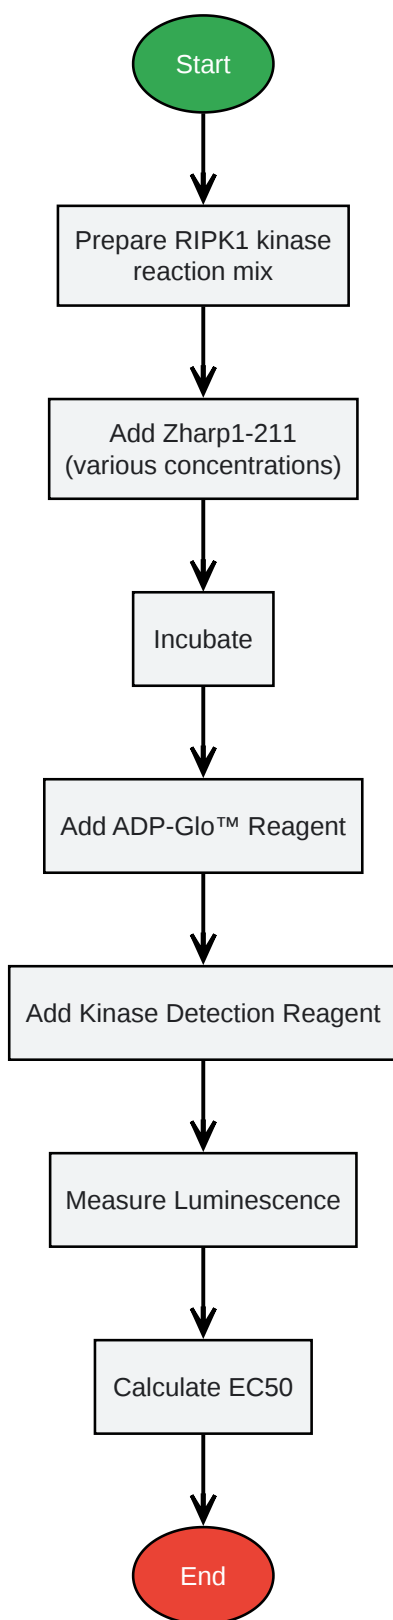 Start
Prepare RIPK1 kinase
reaction mix
Add Zharp1-211
(various concentrations)
Incubate
Add ADP-Glo™ Reagent
Add Kinase Detection Reagent
Measure Luminescence
Calculate EC50
End